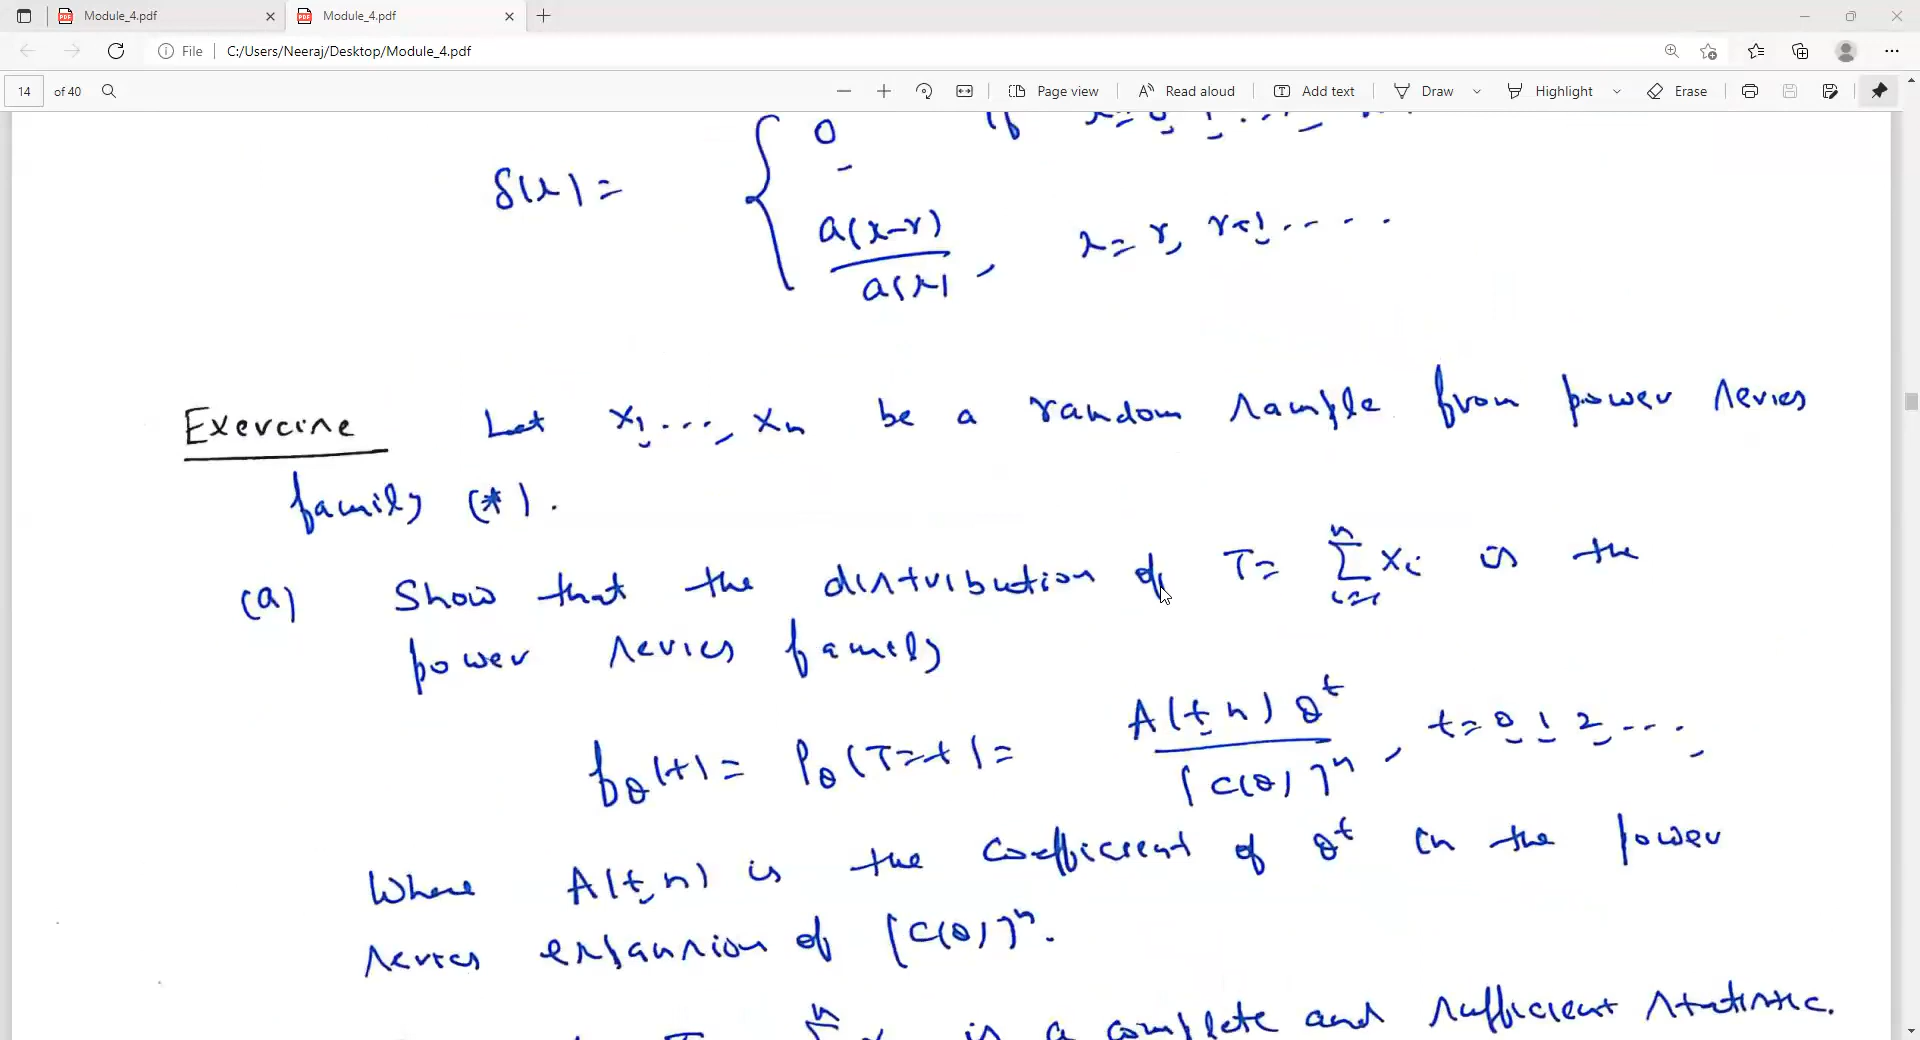 Module_4.pdf
Module_4.pdf
File C:/Users/Neeraj/Desktop/Module_4.pdf
14 of 40 Page view Read aloud Add text Draw Highlight Erase
0 if
δ(x) =
a(x-r)/a(x), x = r, r+1, ....
Exercise Let X1, ..., Xn be a random sample from power series
family (*).
(a) Show that the distribution of T = Σ_{i=1}^{n} Xi is the
power series family
fθ(t) = Pθ(T=t) = A(t,n) θ^t / [C(θ)]^n, t = 0, 1, 2, ....,
Where A(t,n) is the coefficient of θ^t in the power
series expansion of [C(θ)]^n.
is a complete and sufficient statistic.